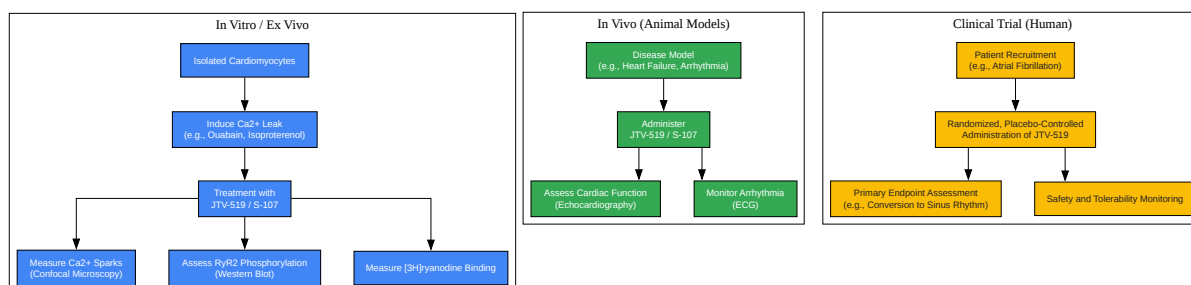 In Vitro / Ex Vivo
Isolated Cardiomyocytes
Induce Ca2+ Leak
(e.g., Ouabain, Isoproterenol)
Treatment with
JTV-519 / S-107
Measure Ca2+ Sparks
(Confocal Microscopy)
Assess RyR2 Phosphorylation
(Western Blot)
Measure [3H]ryanodine Binding
In Vivo (Animal Models)
Disease Model
(e.g., Heart Failure, Arrhythmia)
Administer
JTV-519 / S-107
Assess Cardiac Function
(Echocardiography)
Monitor Arrhythmia
(ECG)
Clinical Trial (Human)
Patient Recruitment
(e.g., Atrial Fibrillation)
Randomized, Placebo-Controlled
Administration of JTV-519
Primary Endpoint Assessment
(e.g., Conversion to Sinus Rhythm)
Safety and Tolerability Monitoring